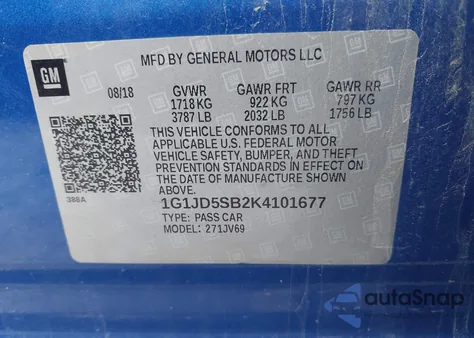 MFD BY GENERAL MOTORS LLC
GM
08/18 GVWR GAWR FRT GAWR RR
1718 KG 922 KG 797 KG
3787 LB 2032 LB 1756 LB
THIS VEHICLE CONFORMS TO ALL
APPLICABLE U.S. FEDERAL MOTOR
VEHICLE SAFETY, BUMPER, AND THEFT
PREVENTION STANDARDS IN EFFECT ON
THE DATE OF MANUFACTURE SHOWN ABOVE.
388A
1G1JD5SB2K4101677
TYPE: PASS CAR
MODEL: 271JV69
autoSnap